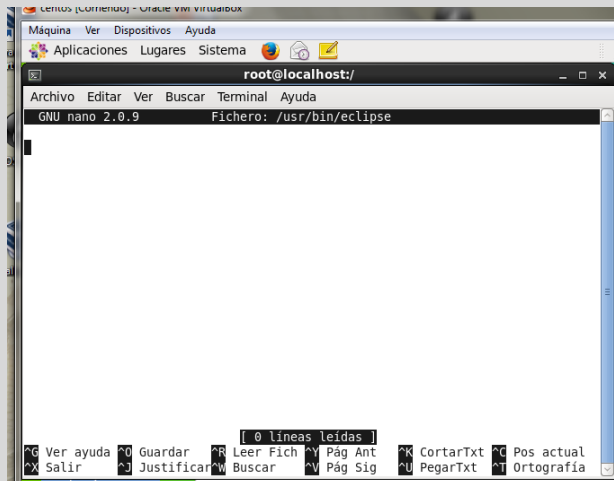 centos [Corriendo] - Oracle VM VirtualBox
Máquina Ver Dispositivos Ayuda
Aplicaciones Lugares Sistema
root@localhost:/
Archivo Editar Ver Buscar Terminal Ayuda
GNU nano 2.0.9 Fichero: /usr/bin/eclipse
[ 0 líneas leídas ]
^G Ver ayuda ^O Guardar ^R Leer Fich ^Y Pág Ant ^K CortarTxt ^C Pos actual
^X Salir ^J Justificar ^W Buscar ^V Pág Sig ^U PegarTxt ^T Ortografía